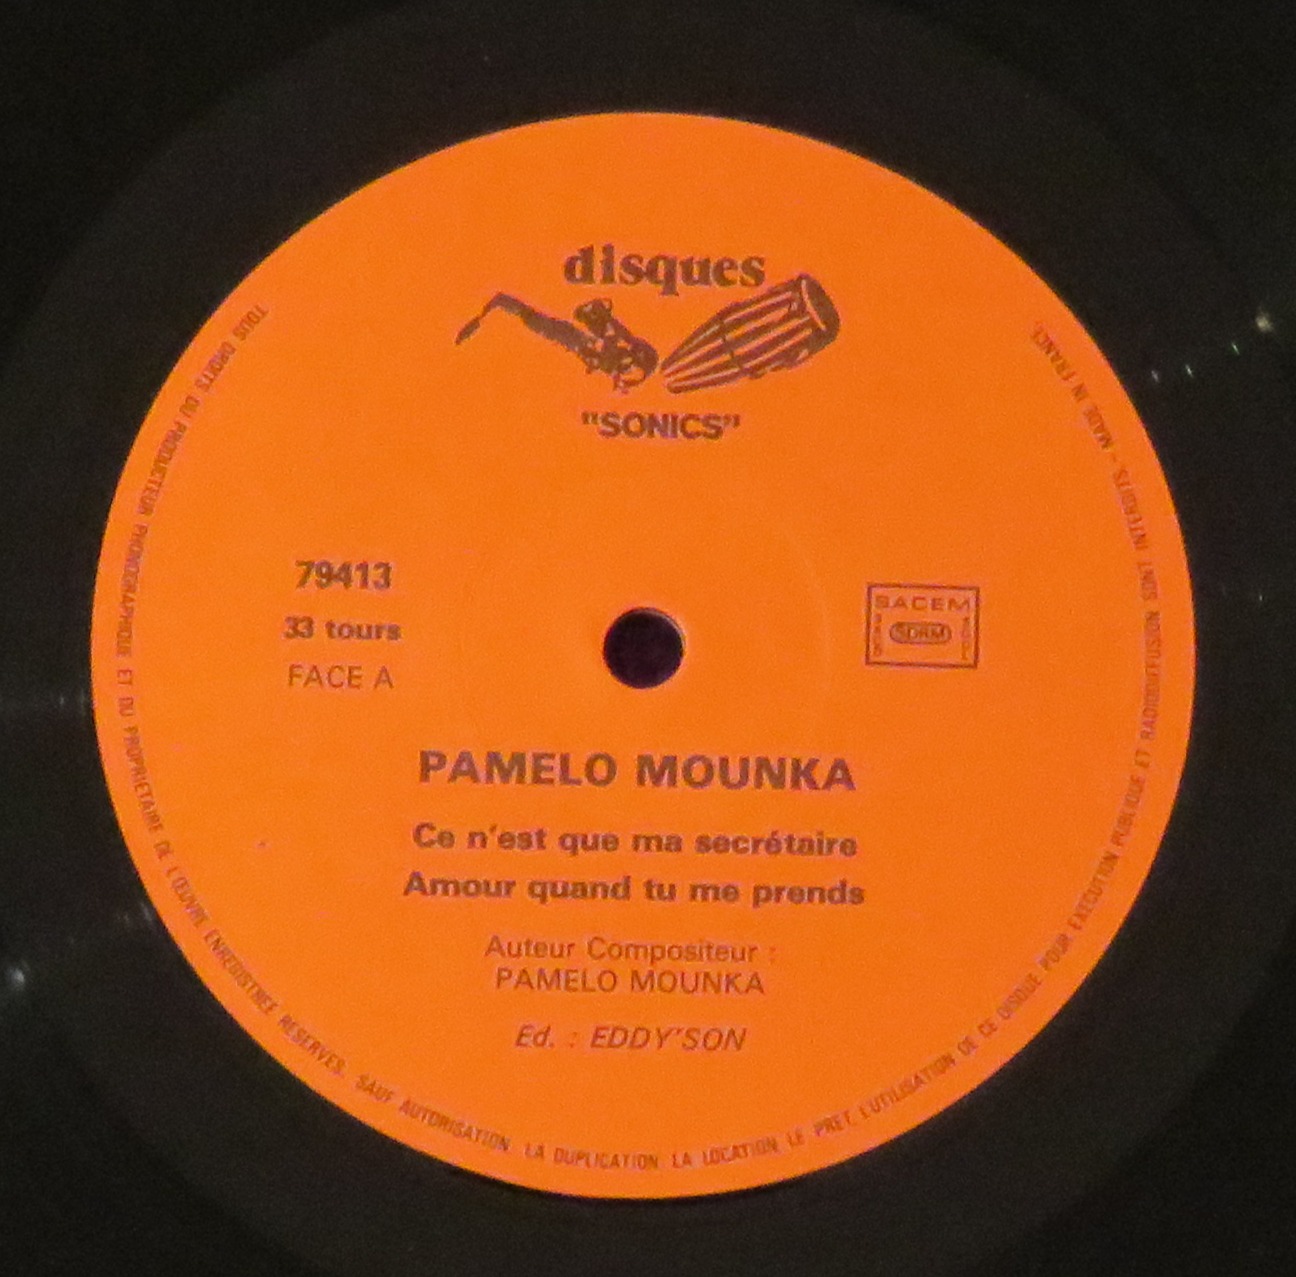 disques
"SONICS"
79413
33 tours
FACE A
SACEM
SDRM
PAMELO MOUNKA
Ce n'est que ma secrétaire
Amour quand tu me prends
Auteur Compositeur :
PAMELO MOUNKA
Ed. : EDDY'SON
TOUS DROITS DU PRODUCTEUR PHONOGRAPHIQUE ET DU PROPRIETAIRE DE L'ŒUVRE ENREGISTREE RESERVES. SAUF AUTORISATION LA DUPLICATION LA LOCATION LE PRET, L'UTILISATION DE CE DISQUE POUR EXECUTION PUBLIQUE ET RADIODIFFUSION SONT INTERDITS. - MADE IN FRANCE